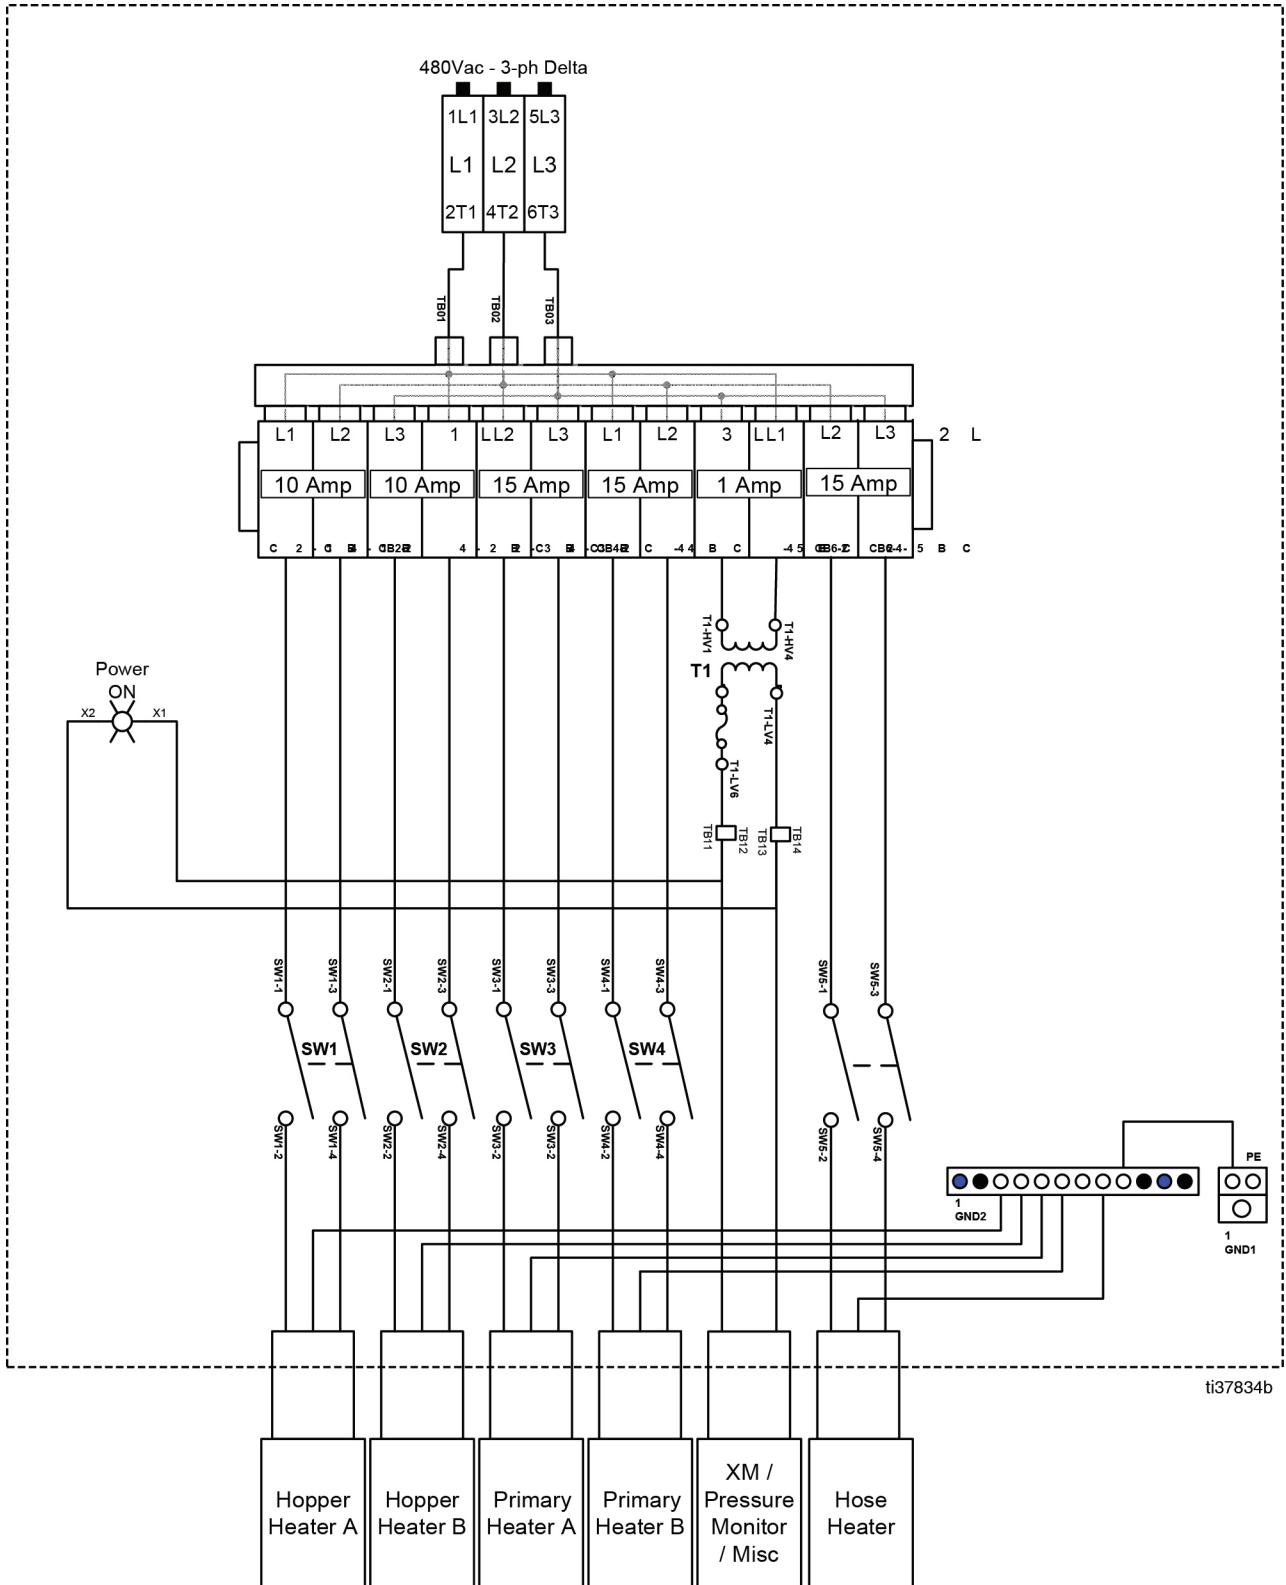 480Vac - 3-ph Delta
1L1 3L2 5L3
L1 L2 L3
2T1 4T2 6T3
TB01 TB02 TB03
L1 L2 L3 1 L L2 L3 L1 L2 3 L L1 L2 L3 2 L
10 Amp 10 Amp 15 Amp 15 Amp 1 Amp 15 Amp
T1-HV1 T1-HV4
T1
Power
ON
X2 X1
T1-LV4
T1-LV6
TB11 TB12 TB13 TB14
SW1-1 SW1-3 SW2-1 SW2-3 SW3-1 SW3-3 SW4-1 SW4-3 SW5-1 SW5-3
SW1 SW2 SW3 SW4
SW1-2 SW1-4 SW2-2 SW2-4 SW3-2 SW3-2 SW4-2 SW4-4 SW5-2 SW5-4
PE
1
GND2
1
GND1
ti37834b
Hopper
Heater A
Hopper
Heater B
Primary
Heater A
Primary
Heater B
XM /
Pressure
Monitor
/ Misc
Hose
Heater